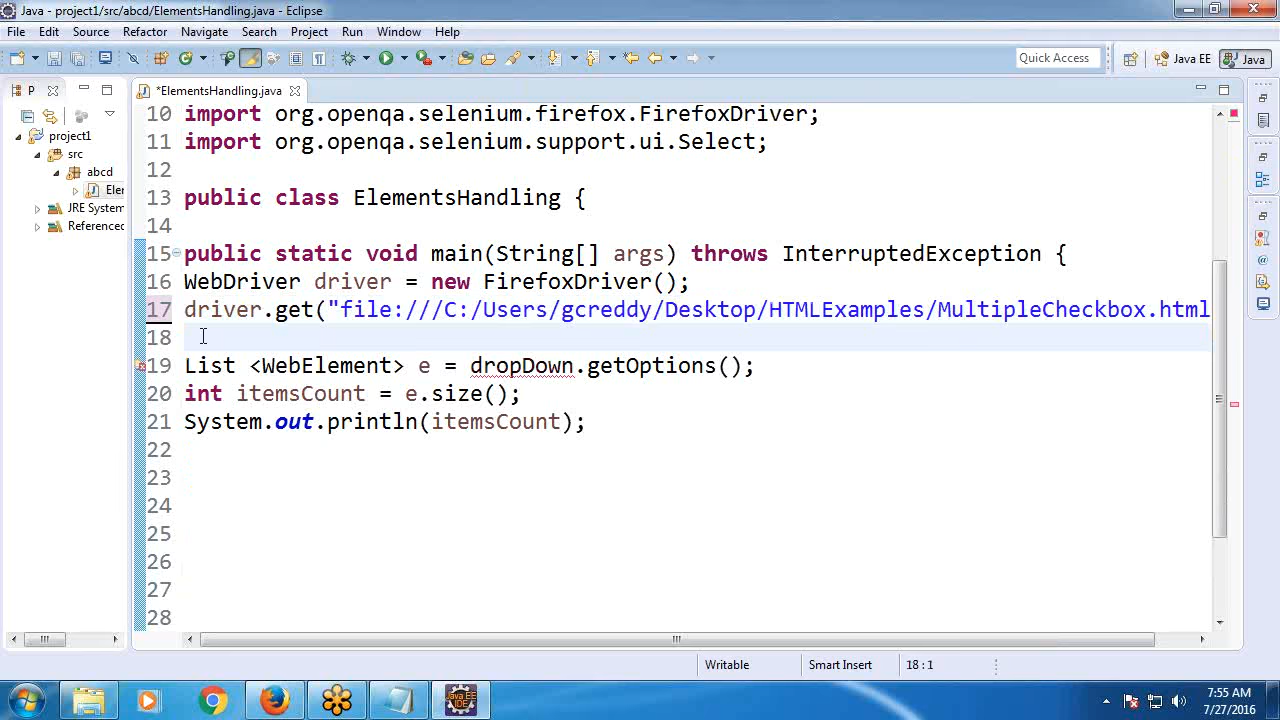 Java - project1/src/abcd/ElementsHandling.java - Eclipse
File Edit Source Refactor Navigate Search Project Run Window Help
Quick Access Java EE Java
P *ElementsHandling.java
project1
src
abcd
Eler
JRE System
Referenced
10 import org.openqa.selenium.firefox.FirefoxDriver;
11 import org.openqa.selenium.support.ui.Select;
12
13 public class ElementsHandling {
14
15 public static void main(String[] args) throws InterruptedException {
16 WebDriver driver = new FirefoxDriver();
17 driver.get("file:///C:/Users/gcreddy/Desktop/HTMLExamples/MultipleCheckbox.html
18
19 List <WebElement> e = dropDown.getOptions();
20 int itemsCount = e.size();
21 System.out.println(itemsCount);
22
23
24
25
26
27
28
Writable Smart Insert 18 : 1
Java EE
IDE
7:55 AM
7/27/2016